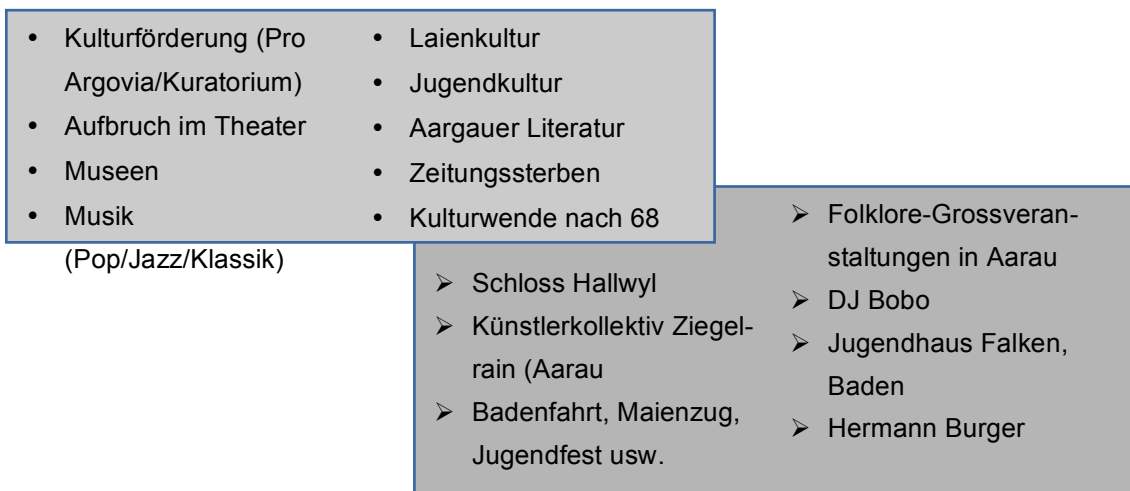 • Kulturförderung (Pro
Argovia/Kuratorium)
• Aufbruch im Theater
• Museen
• Musik
(Pop/Jazz/Klassik)
• Laienkultur
• Jugendkultur
• Aargauer Literatur
• Zeitungssterben
• Kulturwende nach 68
➢ Schloss Hallwyl
➢ Künstlerkollektiv Ziegel-
rain (Aarau
➢ Badenfahrt, Maienzug,
Jugendfest usw.
➢ Folklore-Grossveran-
staltungen in Aarau
➢ DJ Bobo
➢ Jugendhaus Falken,
Baden
➢ Hermann Burger